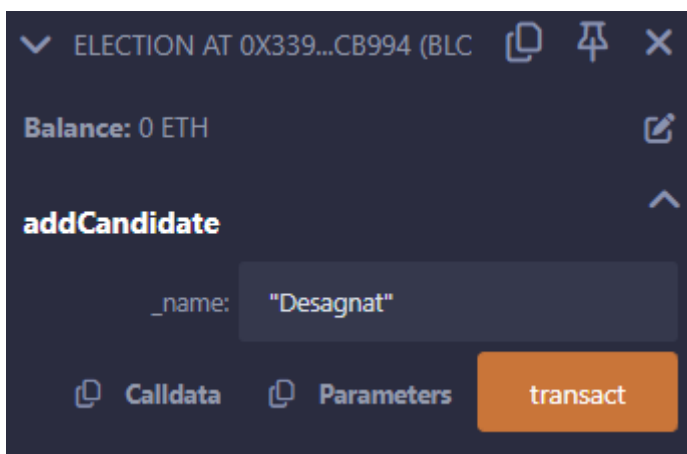 ELECTION AT 0X339...CB994 (BLC
Balance: 0 ETH
addCandidate
_name: "Desagnat"
Calldata Parameters transact